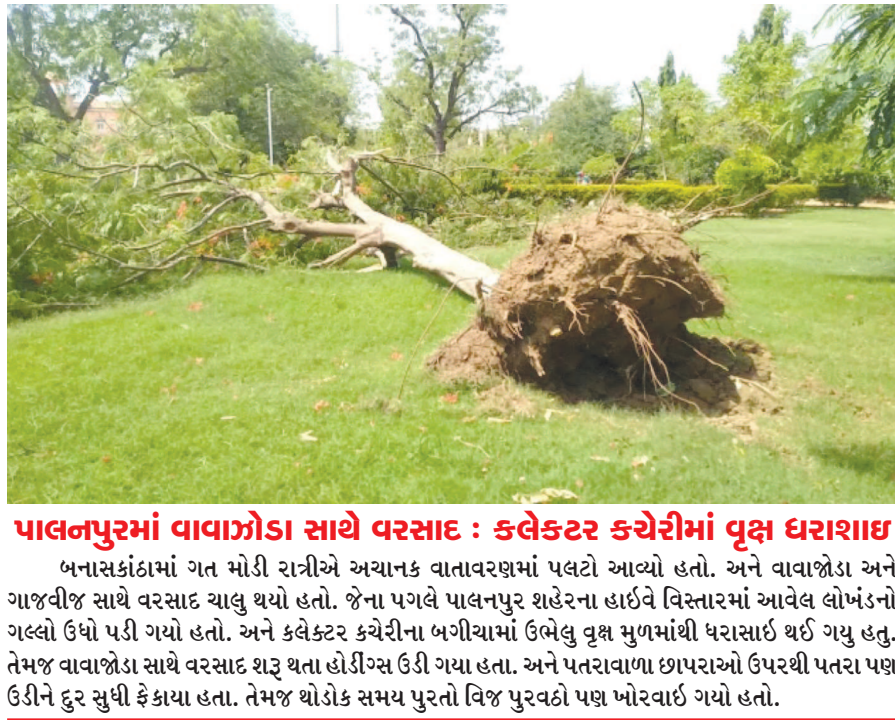 પાલનપુરમાં વાવાઝોડા સાથે વરસાદ : કલેકટર કચેરીમાં વૃક્ષ ધરાશાઇ
બનાસકાંઠામાં ગત મોડી રાત્રીએ અચાનક વાતાવરણમાં પલટો આવ્યો હતો. અને વાવાજોડા અને
ગાજવીજ સાથે વરસાદ ચાલુ થયો હતો. જેના પગલે પાલનપુર શહેરના હાઇવે વિસ્તારમાં આવેલ લોખંડનો
ગલ્લો ઉધો પડી ગયો હતો. અને કલેક્ટર કચેરીના બગીચામાં ઉભેલુ વૃક્ષ મુળમાંથી ધરાસાઇ થઈ ગયુ હતુ.
તેમજ વાવાજોડા સાથે વરસાદ શરૂ થતા હોર્ડીંગ્સ ઉડી ગયા હતા. અને પતરાવાળા છાપરાઓ ઉપરથી પતરા પણ
ઉડીને દુર સુધી ફેકાયા હતા. તેમજ થોડોક સમય પુરતો વિજ પુરવઠો પણ ખોરવાઇ ગયો હતો.